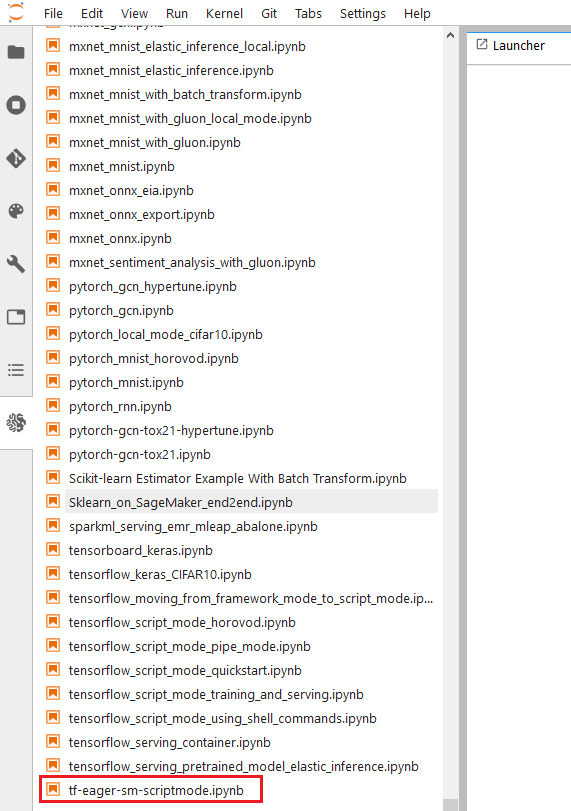 File Edit View Run Kernel Git Tabs Settings Help
Launcher
mxnet_mnist_elastic_inference_local.ipynb
mxnet_mnist_elastic_inference.ipynb
mxnet_mnist_with_batch_transform.ipynb
mxnet_mnist_with_gluon_local_mode.ipynb
mxnet_mnist_with_gluon.ipynb
mxnet_mnist.ipynb
mxnet_onnx_eia.ipynb
mxnet_onnx_export.ipynb
mxnet_onnx.ipynb
mxnet_sentiment_analysis_with_gluon.ipynb
pytorch_gcn_hypertune.ipynb
pytorch_gcn.ipynb
pytorch_local_mode_cifar10.ipynb
pytorch_mnist_horovod.ipynb
pytorch_mnist.ipynb
pytorch_rnn.ipynb
pytorch-gcn-tox21-hypertune.ipynb
pytorch-gcn-tox21.ipynb
Scikit-learn Estimator Example With Batch Transform.ipynb
Sklearn_on_SageMaker_end2end.ipynb
sparkml_serving_emr_mleap_abalone.ipynb
tensorboard_keras.ipynb
tensorflow_keras_CIFAR10.ipynb
tensorflow_moving_from_framework_mode_to_script_mode.ip...
tensorflow_script_mode_horovod.ipynb
tensorflow_script_mode_pipe_mode.ipynb
tensorflow_script_mode_quickstart.ipynb
tensorflow_script_mode_training_and_serving.ipynb
tensorflow_script_mode_using_shell_commands.ipynb
tensorflow_serving_container.ipynb
tensorflow_serving_pretrained_model_elastic_inference.ipynb
tf-eager-sm-scriptmode.ipynb